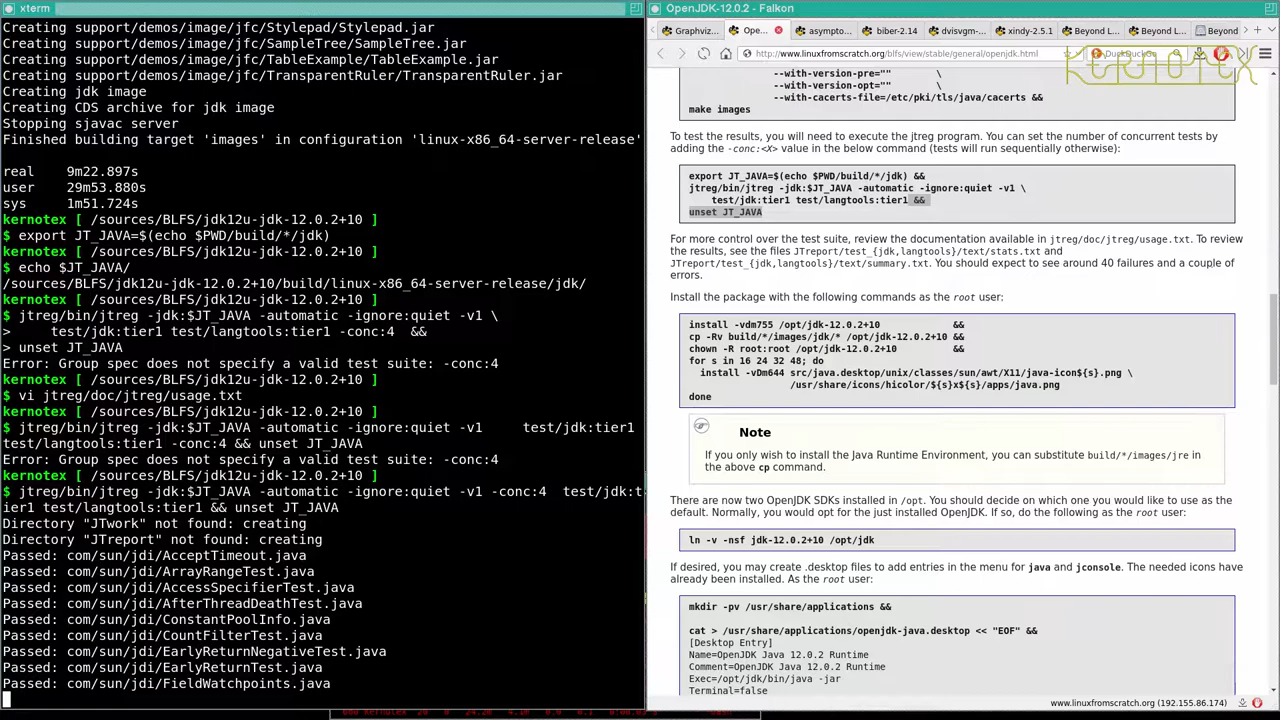 xterm
Creating support/demos/image/jfc/Stylepad/Stylepad.jar
Creating support/demos/image/jfc/SampleTree/SampleTree.jar
Creating support/demos/image/jfc/TableExample/TableExample.jar
Creating support/demos/image/jfc/TransparentRuler/TransparentRuler.jar
Creating jdk image
Creating CDS archive for jdk image
Stopping sjavac server
Finished building target 'images' in configuration 'linux-x86_64-server-release'
real 9m22.897s
user 29m53.880s
sys 1m51.724s
kernotex [ /sources/BLFS/jdk12u-jdk-12.0.2+10 ]
$ export JT_JAVA=$(echo $PWD/build/*/jdk)
kernotex [ /sources/BLFS/jdk12u-jdk-12.0.2+10 ]
$ echo $JT_JAVA/
/sources/BLFS/jdk12u-jdk-12.0.2+10/build/linux-x86_64-server-release/jdk/
kernotex [ /sources/BLFS/jdk12u-jdk-12.0.2+10 ]
$ jtreg/bin/jtreg -jdk:$JT_JAVA -automatic -ignore:quiet -v1 \
> test/jdk:tier1 test/langtools:tier1 -conc:4 &&
> unset JT_JAVA
Error: Group spec does not specify a valid test suite: -conc:4
kernotex [ /sources/BLFS/jdk12u-jdk-12.0.2+10 ]
$ vi jtreg/doc/jtreg/usage.txt
kernotex [ /sources/BLFS/jdk12u-jdk-12.0.2+10 ]
$ jtreg/bin/jtreg -jdk:$JT_JAVA -automatic -ignore:quiet -v1 test/jdk:tier1
test/langtools:tier1 -conc:4 && unset JT_JAVA
Error: Group spec does not specify a valid test suite: -conc:4
kernotex [ /sources/BLFS/jdk12u-jdk-12.0.2+10 ]
$ jtreg/bin/jtreg -jdk:$JT_JAVA -automatic -ignore:quiet -v1 -conc:4 test/jdk:t
ier1 test/langtools:tier1 && unset JT_JAVA
Directory "JTwork" not found: creating
Directory "JTreport" not found: creating
Passed: com/sun/jdi/AcceptTimeout.java
Passed: com/sun/jdi/ArrayRangeTest.java
Passed: com/sun/jdi/AccessSpecifierTest.java
Passed: com/sun/jdi/AfterThreadDeathTest.java
Passed: com/sun/jdi/ConstantPoolInfo.java
Passed: com/sun/jdi/CountFilterTest.java
Passed: com/sun/jdi/EarlyReturnNegativeTest.java
Passed: com/sun/jdi/EarlyReturnTest.java
Passed: com/sun/jdi/FieldWatchpoints.java
OpenJDK-12.0.2 - Falkon
Graphviz... Ope... asympto... biber-2.14 dvisvgm-... xindy-2.5.1 Beyond L... Beyond L... Beyond
http://www.linuxfromscratch.org/blfs/view/stable/general/openjdk.html
KERNOTEX
--with-version-pre="" \
--with-version-opt="" \
--with-cacerts-file=/etc/pki/tls/java/cacerts &&
make images
To test the results, you will need to execute the jtreg program. You can set the number of concurrent tests by
adding the -conc:<X> value in the below command (tests will run sequentially otherwise):
export JT_JAVA=$(echo $PWD/build/*/jdk) &&
jtreg/bin/jtreg -jdk:$JT_JAVA -automatic -ignore:quiet -v1 \
test/jdk:tier1 test/langtools:tier1 &&
unset JT_JAVA
For more control over the test suite, review the documentation available in jtreg/doc/jtreg/usage.txt. To review
the results, see the files JTreport/test_{jdk,langtools}/text/stats.txt and
JTreport/test_{jdk,langtools}/text/summary.txt. You should expect to see around 40 failures and a couple of
errors.
Install the package with the following commands as the root user:
install -vdm755 /opt/jdk-12.0.2+10 &&
cp -Rv build/*/images/jdk/* /opt/jdk-12.0.2+10 &&
chown -R root:root /opt/jdk-12.0.2+10 &&
for s in 16 24 32 48; do
install -vDm644 src/java.desktop/unix/classes/sun/awt/X11/java-icon${s}.png \
/usr/share/icons/hicolor/${s}x${s}/apps/java.png
done
Note
If you only wish to install the Java Runtime Environment, you can substitute build/*/images/jre in
the above cp command.
There are now two OpenJDK SDKs installed in /opt. You should decide on which one you would like to use as the
default. Normally, you would opt for the just installed OpenJDK. If so, do the following as the root user:
ln -v -nsf jdk-12.0.2+10 /opt/jdk
If desired, you may create .desktop files to add entries in the menu for java and jconsole. The needed icons have
already been installed. As the root user:
mkdir -pv /usr/share/applications &&
cat > /usr/share/applications/openjdk-java.desktop << "EOF" &&
[Desktop Entry]
Name=OpenJDK Java 12.0.2 Runtime
Comment=OpenJDK Java 12.0.2 Runtime
Exec=/opt/jdk/bin/java -jar
Terminal=false
www.linuxfromscratch.org (192.155.86.174)